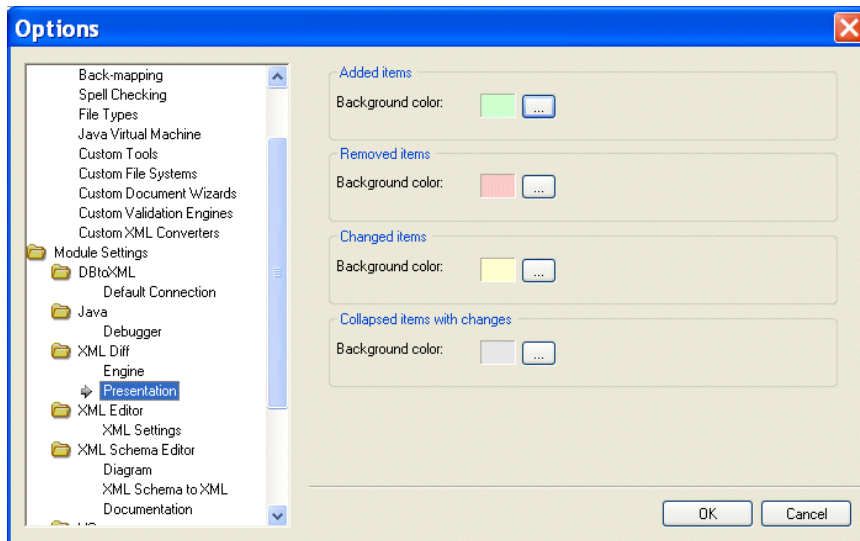 Options
Back-mapping
Spell Checking
File Types
Java Virtual Machine
Custom Tools
Custom File Systems
Custom Document Wizards
Custom Validation Engines
Custom XML Converters
Module Settings
DBtoXML
Default Connection
Java
Debugger
XML Diff
Engine
Presentation
XML Editor
XML Settings
XML Schema Editor
Diagram
XML Schema to XML
Documentation
Added items
Background color:
...
Removed items
Background color:
...
Changed items
Background color:
...
Collapsed items with changes
Background color:
...
OK
Cancel